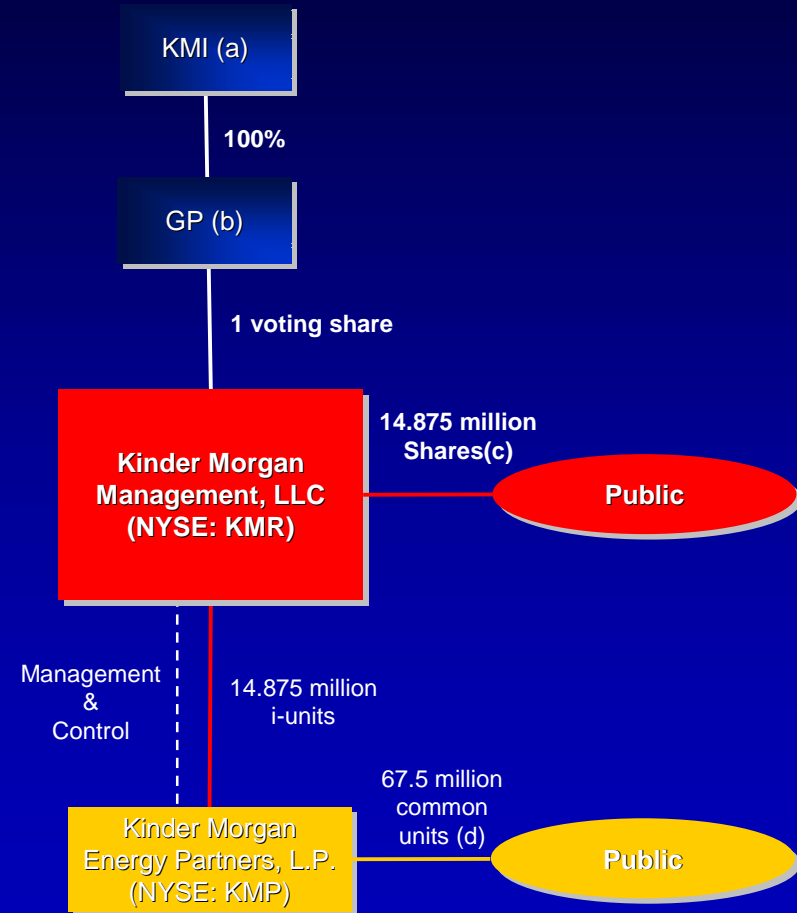 KMI (a)
100%
GP (b)
1 voting share
14.875 million
Shares(c)
Kinder Morgan
Management, LLC
(NYSE: KMR)
Public
Management
&
Control
14.875 million
i-units
67.5 million
common
units (d)
Kinder Morgan
Energy Partners, L.P.
(NYSE: KMP)
Public